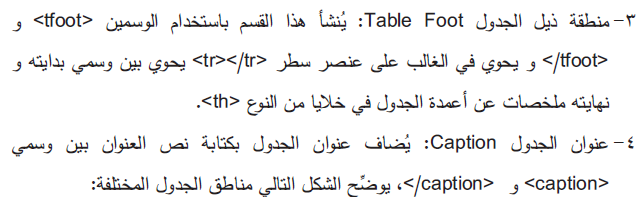 ٣- منطقة ذيل الجدول Table Foot: يُنشأ هذا القسم باستخدام الوسمين <tfoot> و
</tfoot> و يحوي في الغالب على عنصر سطر <tr></tr> يحوي بين وسمي بدايته و
نهايته ملخصات عن أعمدة الجدول في خلايا من النوع <th>.
٤- عنوان الجدول Caption: يُضاف عنوان الجدول بكتابة نص العنوان بين وسمي
<caption> و </caption>، يوضّح الشكل التالي مناطق الجدول المختلفة: